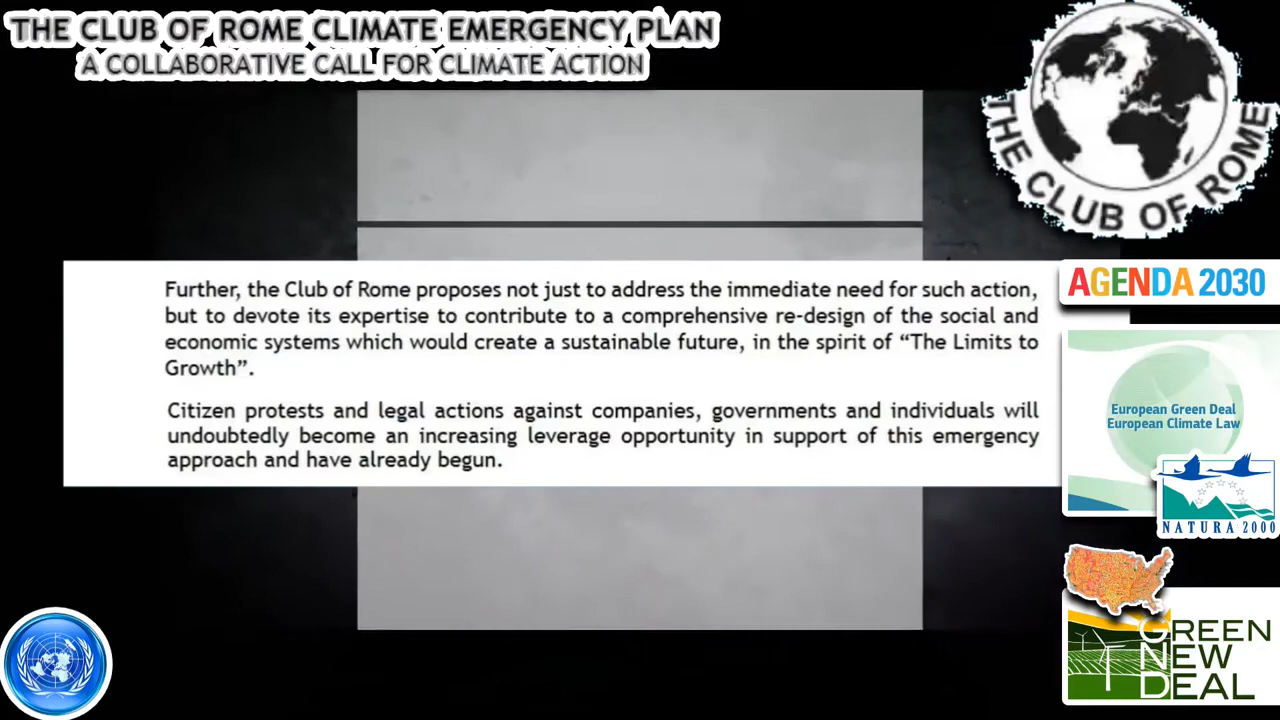 THE CLUB OF ROME CLIMATE EMERGENCY PLAN
A COLLABORATIVE CALL FOR CLIMATE ACTION
THE CLUB OF ROME
Further, the Club of Rome proposes not just to address the immediate need for such action,
but to devote its expertise to contribute to a comprehensive re-design of the social and
economic systems which would create a sustainable future, in the spirit of “The Limits to
Growth”.
Citizen protests and legal actions against companies, governments and individuals will
undoubtedly become an increasing leverage opportunity in support of this emergency
approach and have already begun.
AGENDA 2030
European Green Deal
European Climate Law
NATURA 2000
GREEN
NEW
DEAL